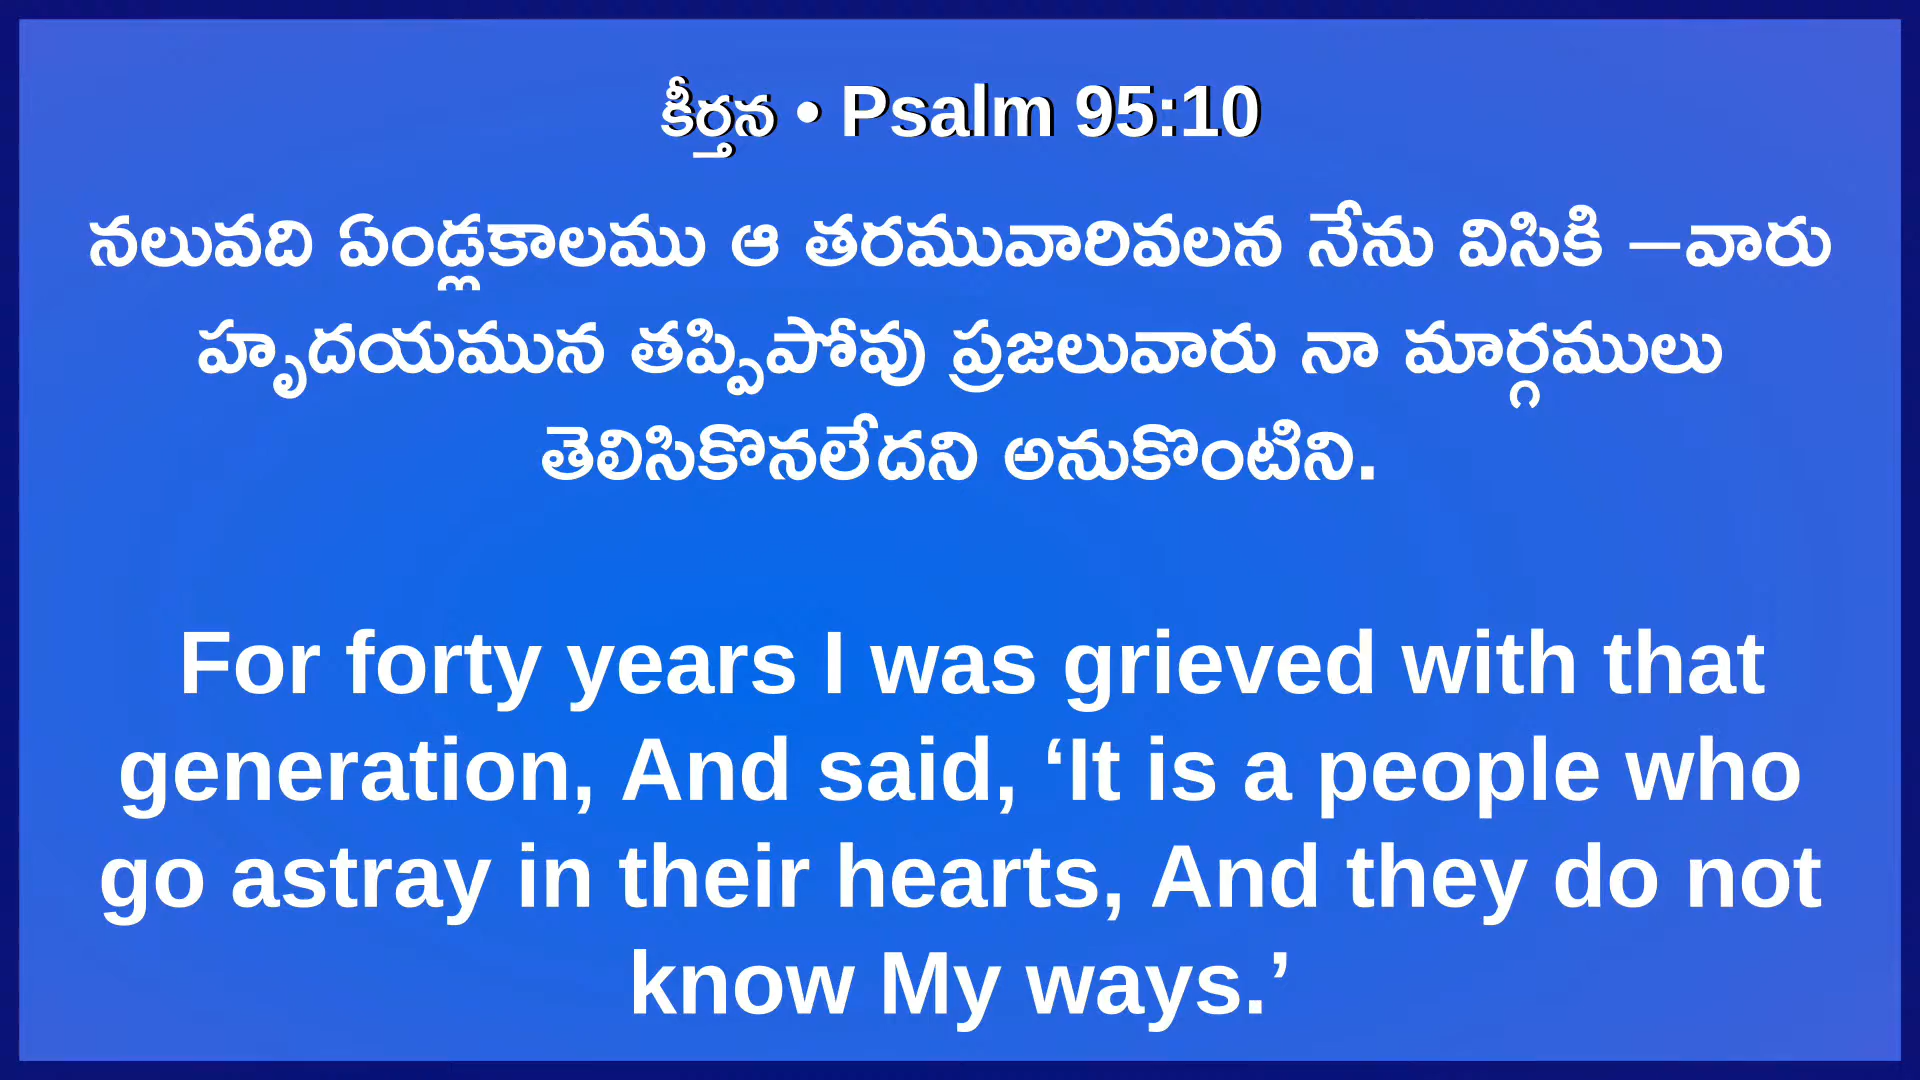 కీర్తన • Psalm 95:10
నలువది ఏండ్లకాలము ఆ తరమువారివలన నేను విసికి —వారు
హృదయమున తప్పిపోవు ప్రజలువారు నా మార్గములు
తెలిసికొనలేదని అనుకొంటిని.
For forty years I was grieved with that
generation, And said, ‘It is a people who
go astray in their hearts, And they do not
know My ways.’